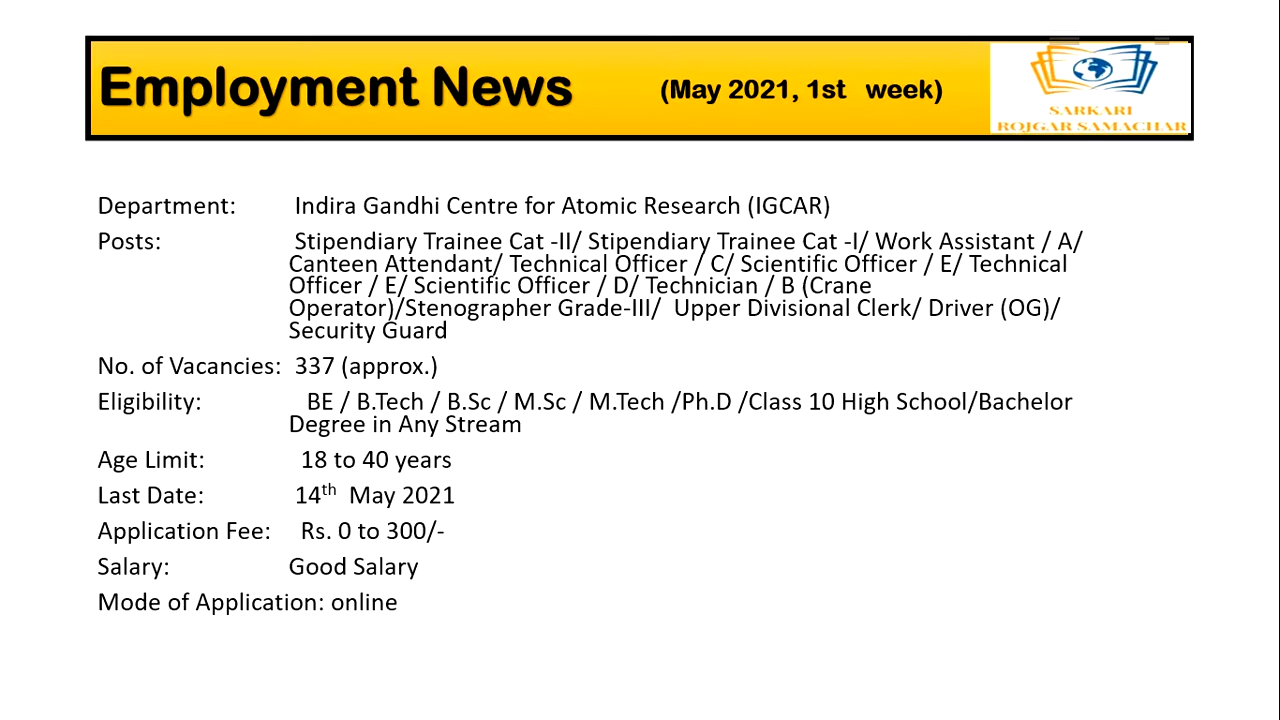 Employment News (May 2021, 1st week)
SARKARI
ROJGAR SAMACHAR
Department: Indira Gandhi Centre for Atomic Research (IGCAR)
Posts: Stipendiary Trainee Cat -II/ Stipendiary Trainee Cat -I/ Work Assistant / A/
Canteen Attendant/ Technical Officer / C/ Scientific Officer / E/ Technical
Officer / E/ Scientific Officer / D/ Technician / B (Crane
Operator)/Stenographer Grade-III/ Upper Divisional Clerk/ Driver (OG)/
Security Guard
No. of Vacancies: 337 (approx.)
Eligibility: BE / B.Tech / B.Sc / M.Sc / M.Tech /Ph.D /Class 10 High School/Bachelor
Degree in Any Stream
Age Limit: 18 to 40 years
Last Date: 14th May 2021
Application Fee: Rs. 0 to 300/-
Salary: Good Salary
Mode of Application: online